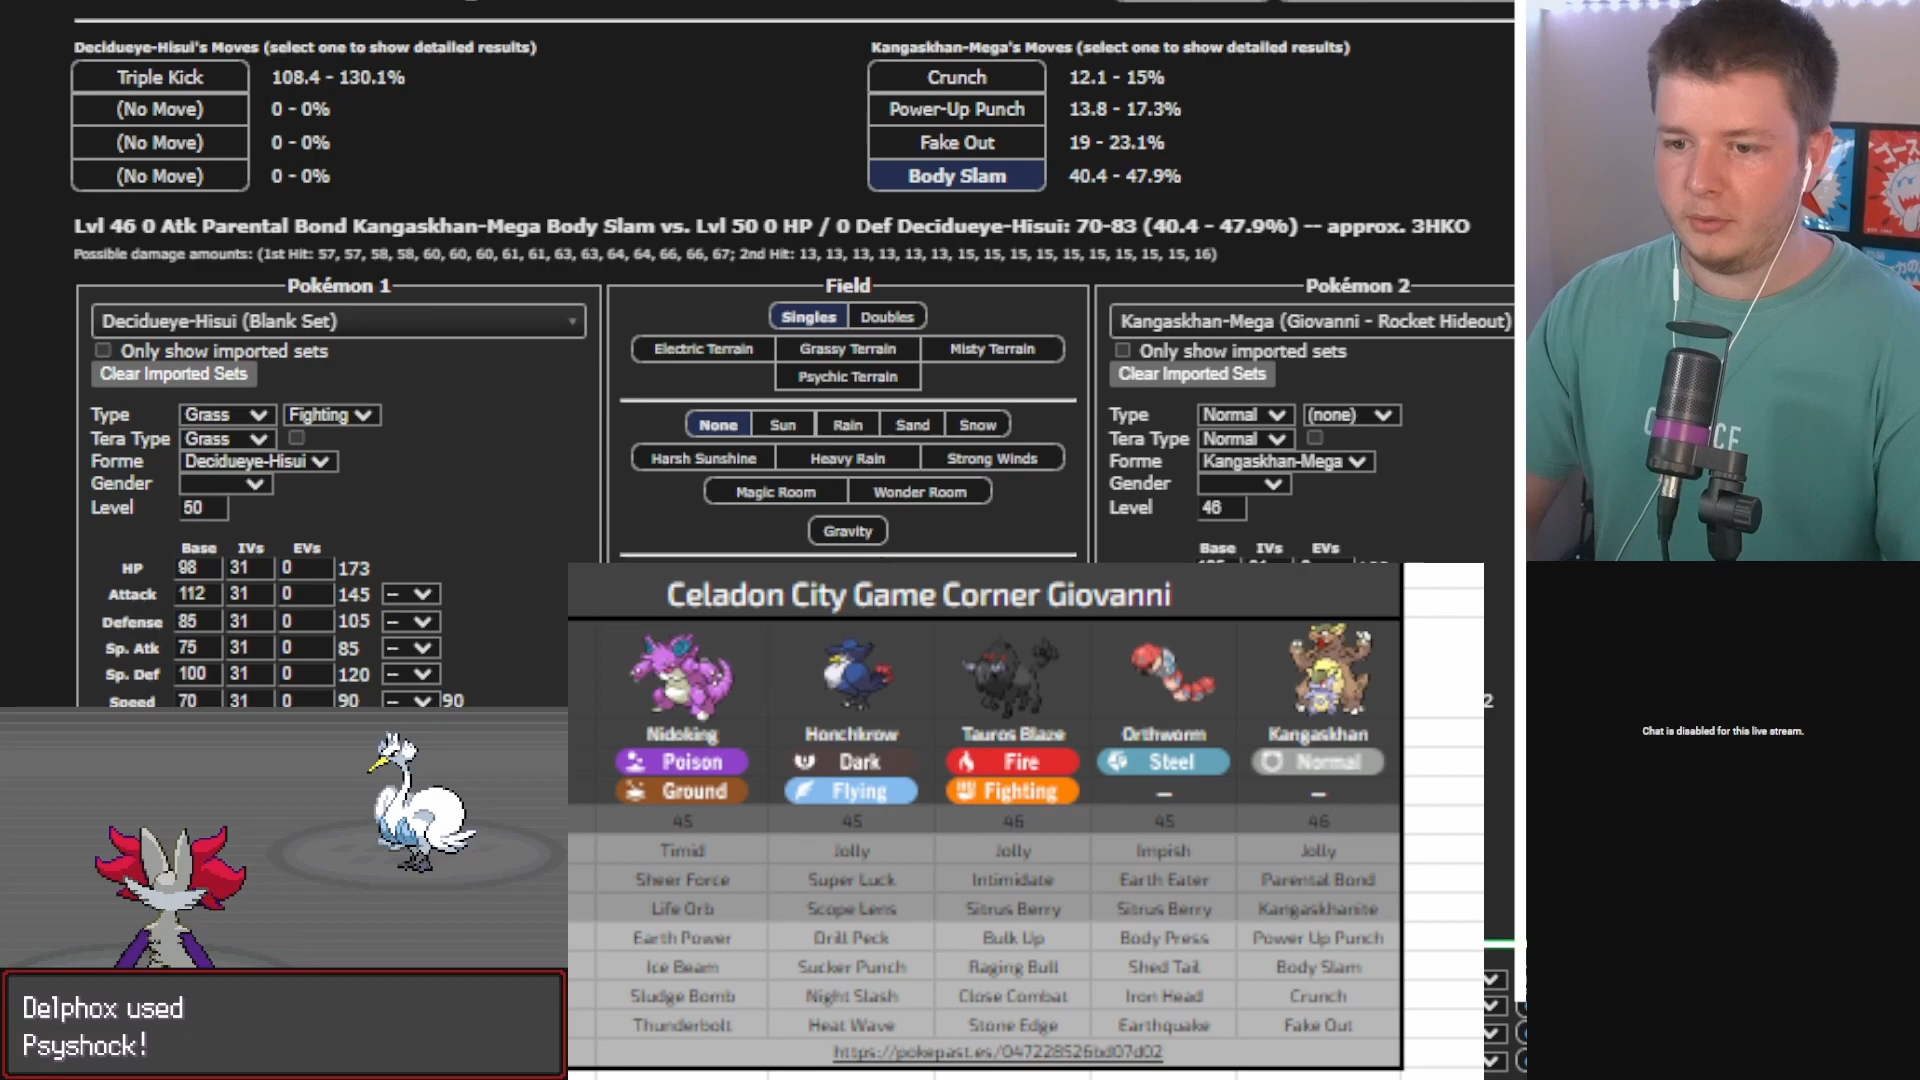 Decidueye-Hisui's Moves (select one to show detailed results)
Triple Kick 108.4 - 130.1%
(No Move) 0 - 0%
(No Move) 0 - 0%
(No Move) 0 - 0%
Kangaskhan-Mega's Moves (select one to show detailed results)
Crunch 12.1 - 15%
Power-Up Punch 13.8 - 17.3%
Fake Out 19 - 23.1%
Body Slam 40.4 - 47.9%
Lvl 46 0 Atk Parental Bond Kangaskhan-Mega Body Slam vs. Lvl 50 0 HP / 0 Def Decidueye-Hisui: 70-83 (40.4 - 47.9%) -- approx. 3HKO
Possible damage amounts: (1st Hit: 57, 57, 58, 58, 60, 60, 60, 61, 61, 63, 63, 64, 64, 66, 66, 67; 2nd Hit: 13, 13, 13, 13, 13, 13, 15, 15, 15, 15, 15, 15, 15, 15, 15, 16)
Pokémon 1
Decidueye-Hisui (Blank Set)
Only show imported sets
Clear Imported Sets
Type Grass Fighting
Tera Type Grass
Forme Decidueye-Hisui
Gender
Level 50
Base IVs EVs
HP 98 31 0 173
Attack 112 31 0 145 --
Defense 85 31 0 105 --
Sp. Atk 75 31 0 85 --
Sp. Def 100 31 0 120 --
Speed 70 31 0 90 -- 90
Field
Singles Doubles
Electric Terrain Grassy Terrain Misty Terrain
Psychic Terrain
None Sun Rain Sand Snow
Harsh Sunshine Heavy Rain Strong Winds
Magic Room Wonder Room
Gravity
Pokémon 2
Kangaskhan-Mega (Giovanni - Rocket Hideout)
Only show imported sets
Clear Imported Sets
Type Normal (none)
Tera Type Normal
Forme Kangaskhan-Mega
Gender
Level 46
Base IVs EVs
2
Celadon City Game Corner Giovanni
Nidoking Honchkrow Tauros Blaze Orthworm Kangaskhan
Poison Dark Fire Steel Normal
Ground Flying Fighting – –
45 45 46 45 46
Timid Jolly Jolly Impish Jolly
Sheer Force Super Luck Intimidate Earth Eater Parental Bond
Life Orb Scope Lens Sitrus Berry Sitrus Berry Kangaskhanite
Earth Power Drill Peck Bulk Up Body Press Power Up Punch
Ice Beam Sucker Punch Raging Bull Shed Tail Body Slam
Sludge Bomb Night Slash Close Combat Iron Head Crunch
Thunderbolt Heat Wave Stone Edge Earthquake Fake Out
https://pokepast.es/047228526bd07d02
Delphox used
Psyshock!
Chat is disabled for this live stream.